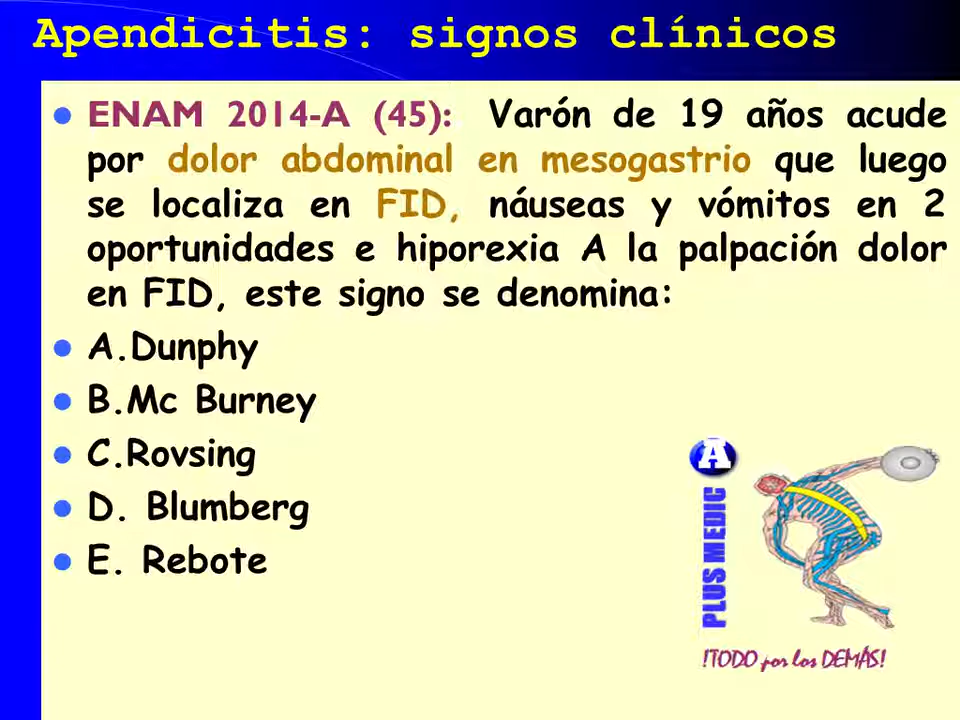 Apendicitis: signos clínicos
ENAM 2014-A (45): Varón de 19 años acude
por dolor abdominal en mesogastrio que luego
se localiza en FID, náuseas y vómitos en 2
oportunidades e hiporexia A la palpación dolor
en FID, este signo se denomina:
A.Dunphy
B.Mc Burney
C.Rovsing
D. Blumberg
E. Rebote
A
PLUS MEDIC
!TODO por los DEMÁS!